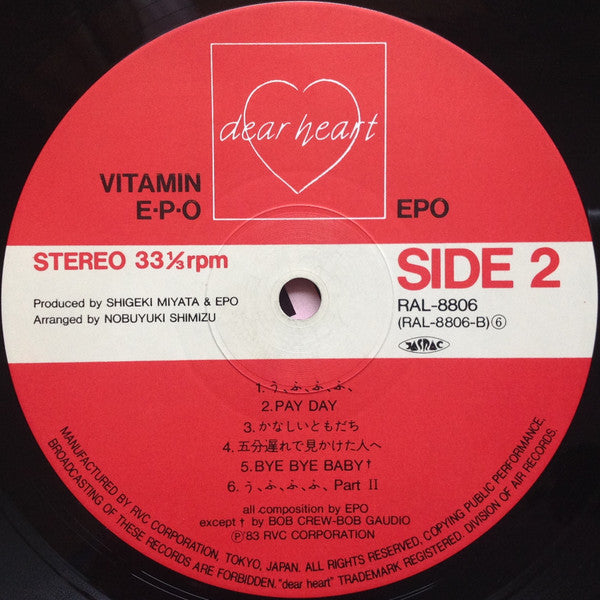 dear heart
VITAMIN
E·P·O
EPO
STEREO 33⅓rpm
SIDE 2
Produced by SHIGEKI MIYATA & EPO
Arranged by NOBUYUKI SHIMIZU
RAL-8806
(RAL-8806-B)⑥
JASRAC
1. う、ふ、ふ、ふ、
2. PAY DAY
3. かなしいともだち
4. 五分遅れで見かけた人へ
5. BYE BYE BABY†
6. う、ふ、ふ、ふ、Part II
all composition by EPO
except † by BOB CREW-BOB GAUDIO
Ⓟ'83 RVC CORPORATION
MANUFACTURED BY RVC CORPORATION, TOKYO, JAPAN. ALL RIGHTS RESERVED. COPYING PUBLIC PERFORMANCE.
BROADCASTING OF THESE RECORDS ARE FORBIDDEN. "dear heart" TRADEMARK REGISTERED. DIVISION OF AIR RECORDS.